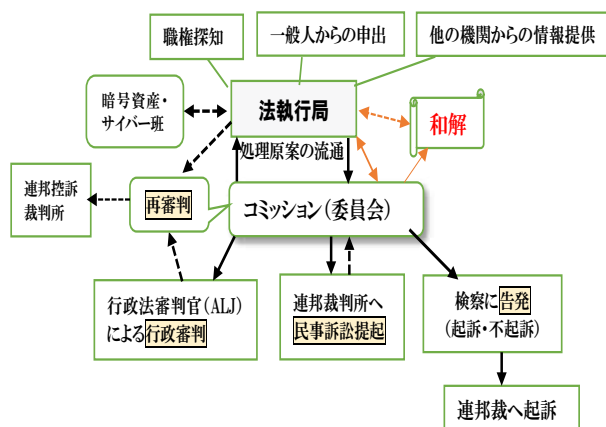 職権探知
一般人からの申出
他の機関からの情報提供
暗号資産・
サイバー班
法執行局
和解
処理原案の流通
連邦控訴
裁判所
再審判
コミッション(委員会)
行政法審判官(ALJ)
による行政審判
連邦裁判所へ
民事訴訟提起
検察に告発
(起訴・不起訴)
連邦裁へ起訴